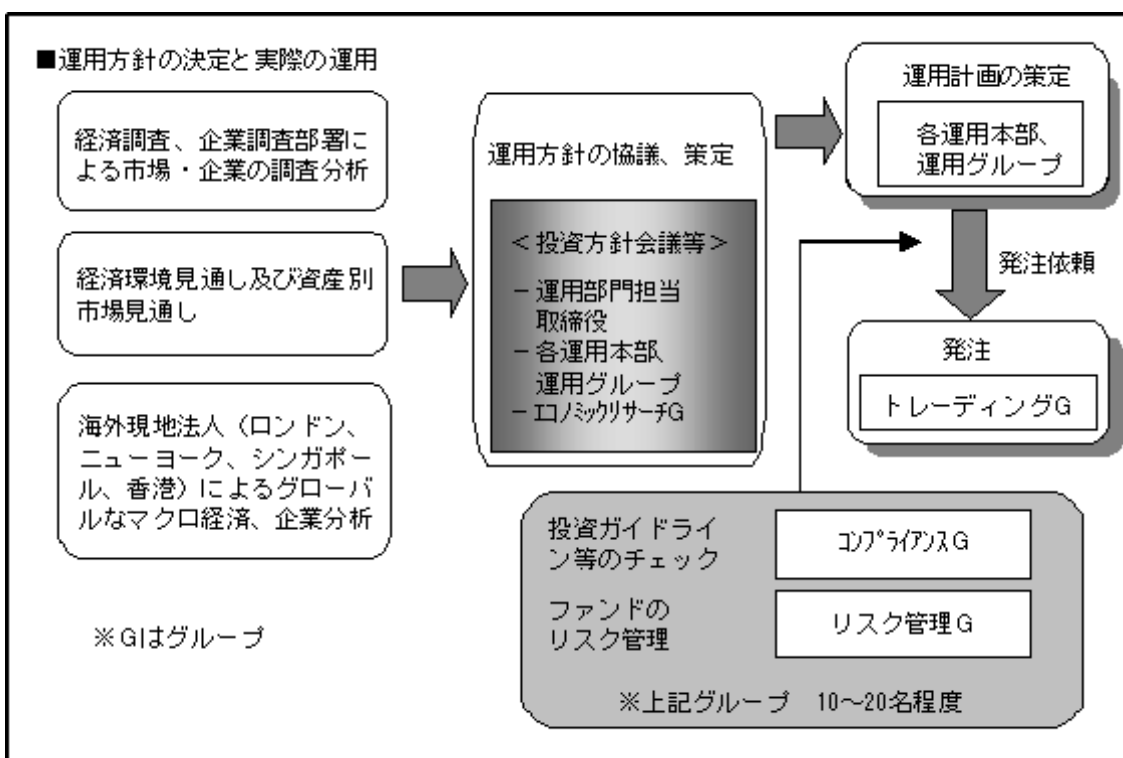 ■運用方針の決定と実際の運用
経済調査、企業調査部署に
よる市場・企業の調査分析
経済環境見通し及び資産別
市場見通し
海外現地法人（ロンドン、
ニューヨーク、シンガポー
ル、香港）によるグローバ
ルなマクロ経済、企業分析
※Gはグループ
運用方針の協議、策定
＜投資方針会議等＞
－運用部門担当
取締役
－各運用本部、
運用グループ
－ｴｺﾉﾐｯｸﾘｻｰﾁG
運用計画の策定
各運用本部、
運用グループ
発注依頼
発注
トレーディングG
投資ガイドライ
ン等のチェック
ｺﾝﾌﾟﾗｲｱﾝｽG
ファンドの
リスク管理
リスク管理G
※上記グループ　10～20名程度